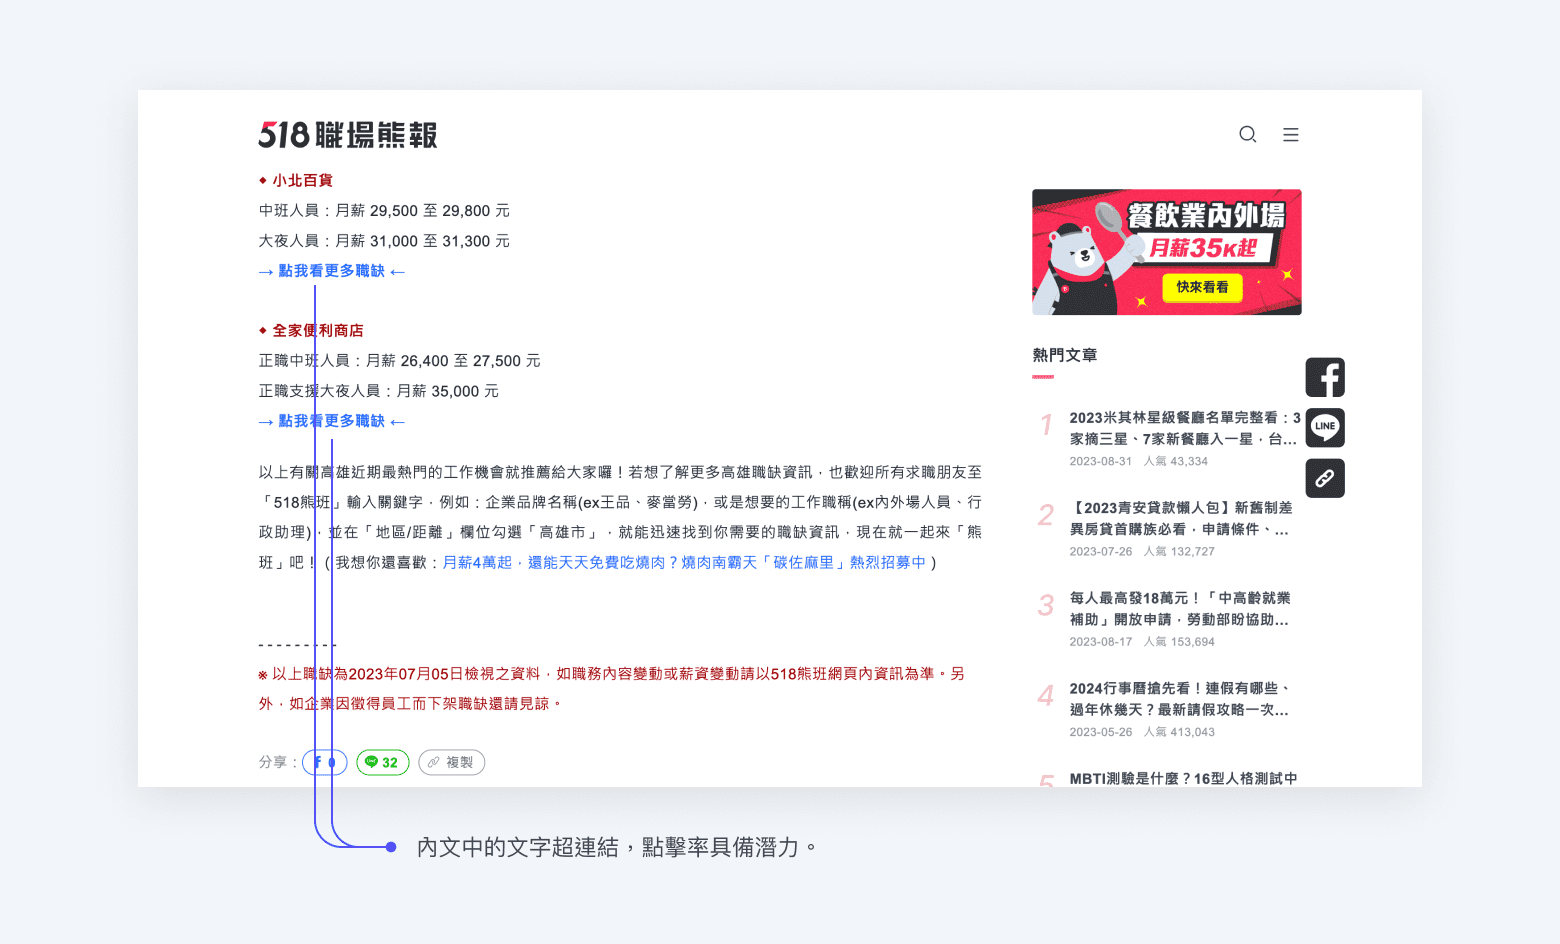 518 職場熊報
◆ 小北百貨
中班人員：月薪 29,500 至 29,800 元
大夜人員：月薪 31,000 至 31,300 元
→ 點我看更多職缺 ←
◆ 全家便利商店
正職中班人員：月薪 26,400 至 27,500 元
正職支援大夜人員：月薪 35,000 元
→ 點我看更多職缺 ←
以上有關高雄近期最熱門的工作機會就推薦給大家囉！若想了解更多高雄職缺資訊，也歡迎所有求職朋友至
「518熊班」輸入關鍵字，例如：企業品牌名稱(ex王品、麥當勞)，或是想要的工作職稱(ex內外場人員、行
政助理)，並在「地區/距離」欄位勾選「高雄市」，就能迅速找到你需要的職缺資訊，現在就一起來「熊
班」吧！ ( 我想你還喜歡：月薪4萬起，還能天天免費吃燒肉？燒肉南霸天「碳佐麻里」熱烈招募中 )
---------
※ 以上職缺為2023年07月05日檢視之資料，如職務內容變動或薪資變動請以518熊班網頁內資訊為準。另
外，如企業因徵得員工而下架職缺還請見諒。
分享： 0 32 複製
餐飲業內外場
月薪35K起
快來看看
熱門文章
1 2023米其林星級餐廳名單完整看：3
家摘三星、7家新餐廳入一星，台...
2023-08-31 人氣 43,334
2 【2023青安貸款懶人包】新舊制差
異房貸首購族必看，申請條件、...
2023-07-26 人氣 132,727
3 每人最高發18萬元！「中高齡就業
補助」開放申請，勞動部盼協助...
2023-08-17 人氣 153,694
4 2024行事曆搶先看！連假有哪些、
過年休幾天？最新請假攻略一次...
2023-05-26 人氣 413,043
5 MBTI測驗是什麼？16型人格測試中
LINE
內文中的文字超連結，點擊率具備潛力。